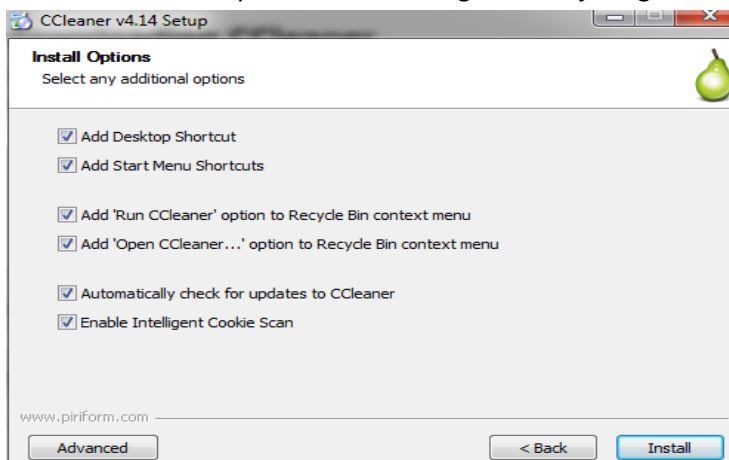 CCleaner v4.14 Setup
Install Options
Select any additional options
Add Desktop Shortcut
Add Start Menu Shortcuts
Add 'Run CCleaner' option to Recycle Bin context menu
Add 'Open CCleaner...' option to Recycle Bin context menu
Automatically check for updates to CCleaner
Enable Intelligent Cookie Scan
www.piriform.com
Advanced
< Back
Install